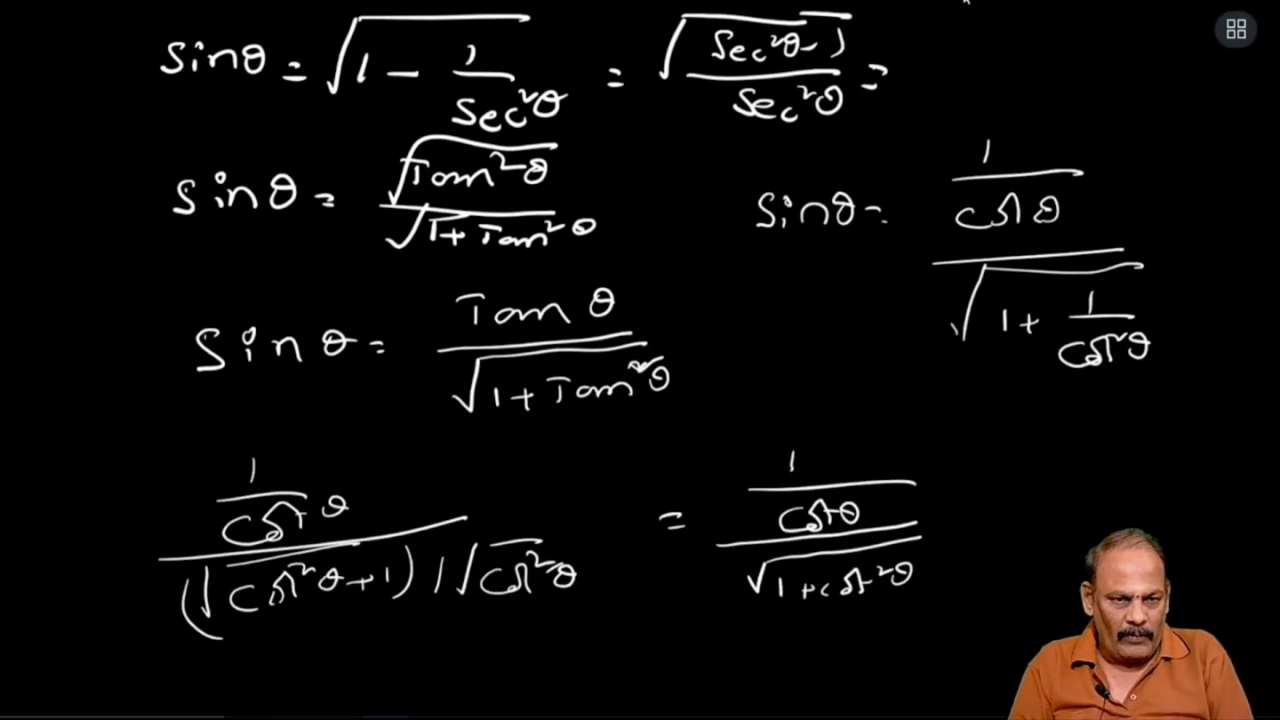 sinθ = √(1 - 1/Sec²θ) = √((Sec²θ-1)/Sec²θ) =
sinθ = √(Tan²θ)/√(1+Tan²θ)
sinθ = (1/cotθ)/√(1+1/cot²θ)
Sinθ = Tanθ/√(1+Tan²θ)
(1/cotθ)/((√(cot²θ+1))/√(cot²θ)) = (1/cotθ)/√(1+cot²θ)